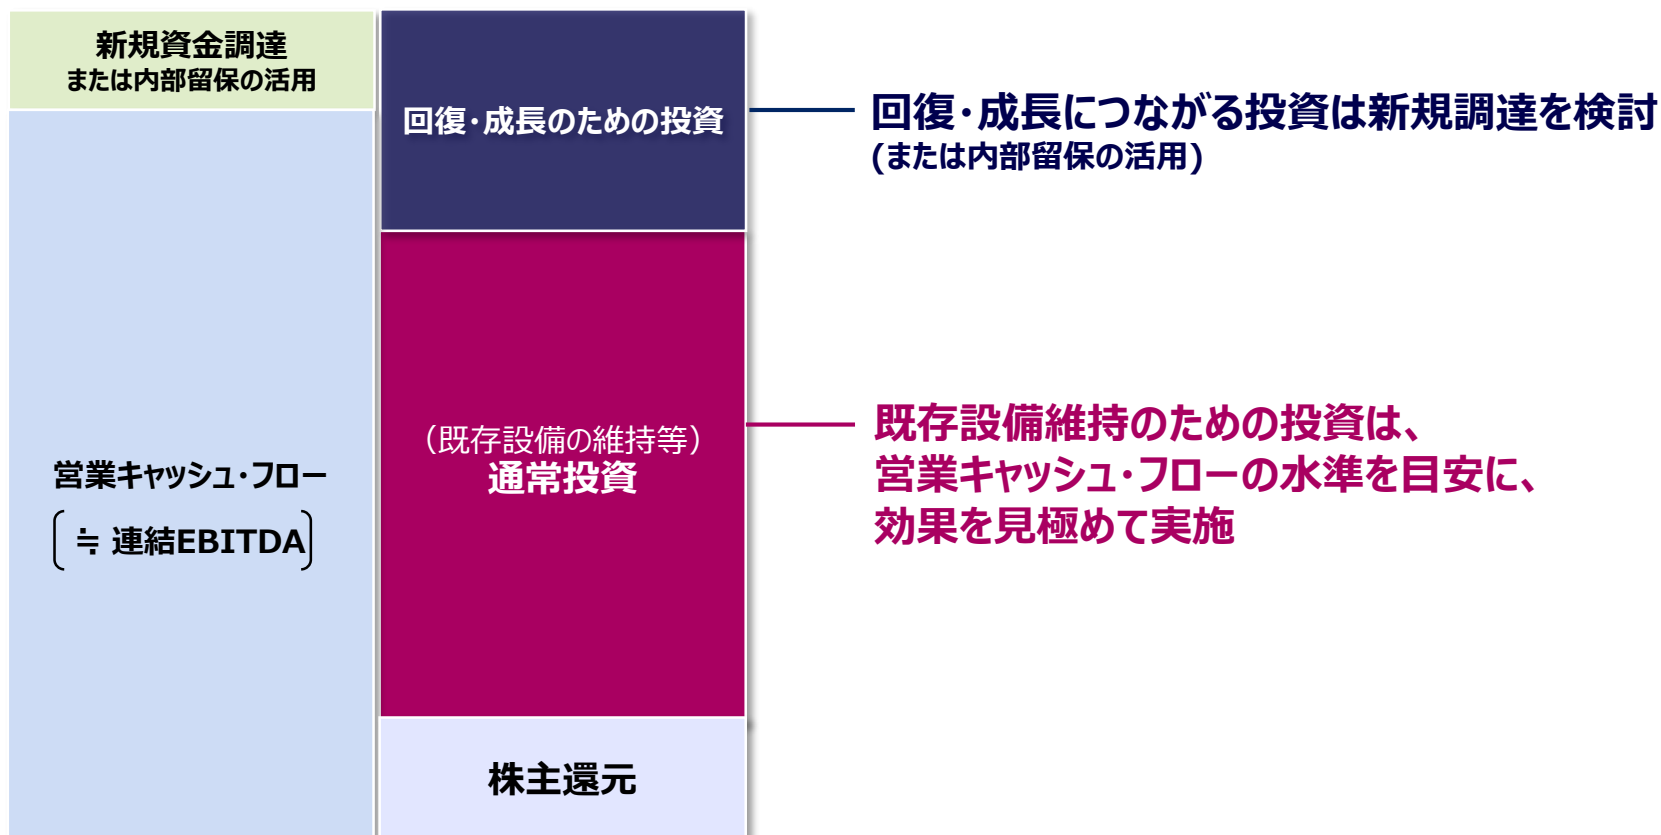 新規資金調達
または内部留保の活用
営業キャッシュ・フロー
≒ 連結EBITDA
回復・成長のための投資
（既存設備の維持等）
通常投資
株主還元
回復・成長につながる投資は新規調達を検討
(または内部留保の活用)
既存設備維持のための投資は、
営業キャッシュ・フローの水準を目安に、
効果を見極めて実施